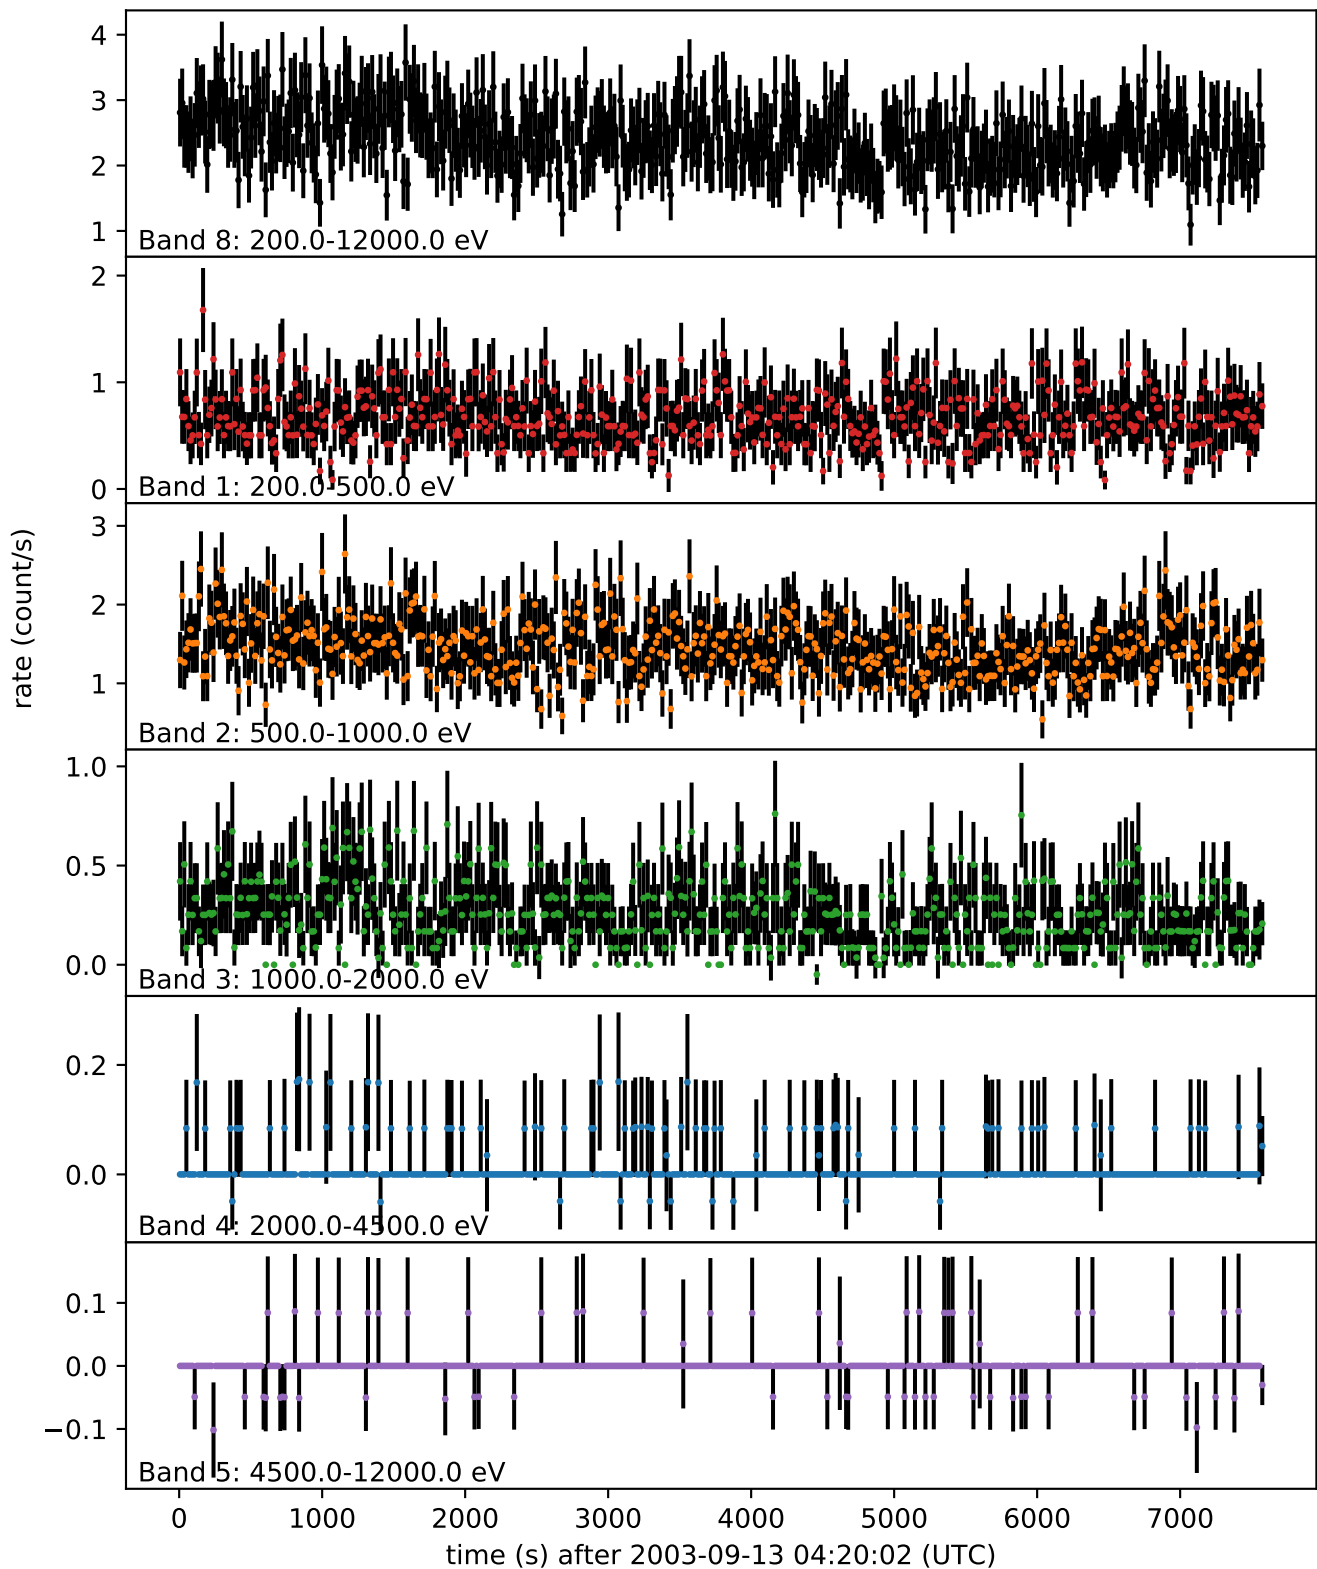 4
3
2
1
Band 8: 200.0-12000.0 eV
2
1
0
Band 1: 200.0-500.0 eV
3
2
1
Band 2: 500.0-1000.0 eV
rate (count/s)
1.0
0.5
0.0
Band 3: 1000.0-2000.0 eV
0.2
0.0
Band 4: 2000.0-4500.0 eV
0.1
0.0
−0.1
Band 5: 4500.0-12000.0 eV
0 1000 2000 3000 4000 5000 6000 7000
time (s) after 2003-09-13 04:20:02 (UTC)